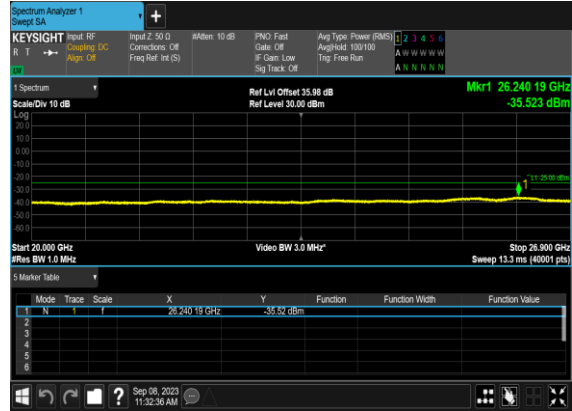 Spectrum Analyzer 1
Swept SA
+
KEYSIGHT Input: RF Input Z: 50 Ω #Atten: 10 dB PNO: Fast Avg Type: Power (RMS) 1 2 3 4 5 6
R T Coupling: DC Corrections: Off Gate: Off Avg|Hold: 100/100 A W W W W W
Align: Off Freq Ref: Int (S) IF Gain: Low Trig: Free Run
Sig Track: Off A N N N N N
1 Spectrum Ref Lvl Offset 35.98 dB Mkr1 26.240 19 GHz
Scale/Div 10 dB Ref Level 30.00 dBm -35.523 dBm
Log
20.0
10.0
0.00
-10.0
-20.0
L1 -25.00 dBm
1
-30.0
-40.0
-50.0
-60.0
Start 20.000 GHz Video BW 3.0 MHz* Stop 26.900 GHz
#Res BW 1.0 MHz Sweep 13.3 ms (40001 pts)
5 Marker Table
Mode Trace Scale X Y Function Function Width Function Value
1 N 1 f 26.240 19 GHz -35.52 dBm
2
3
4
5
6
? Sep 08, 2023
11:32:36 AM